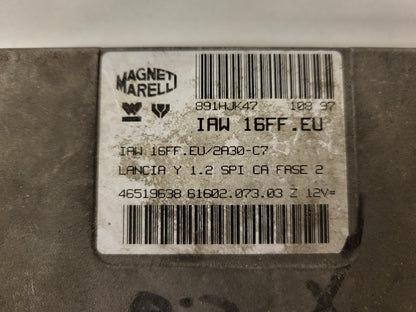 MAGNETI
MARELLI
891HJK47 108 97
IAW 16FF.EU
IAW 16FF.EU/2A30-C7
LANCIA Y 1.2 SPI CA FASE 2
46519638 61602.073.03 Z 12V=